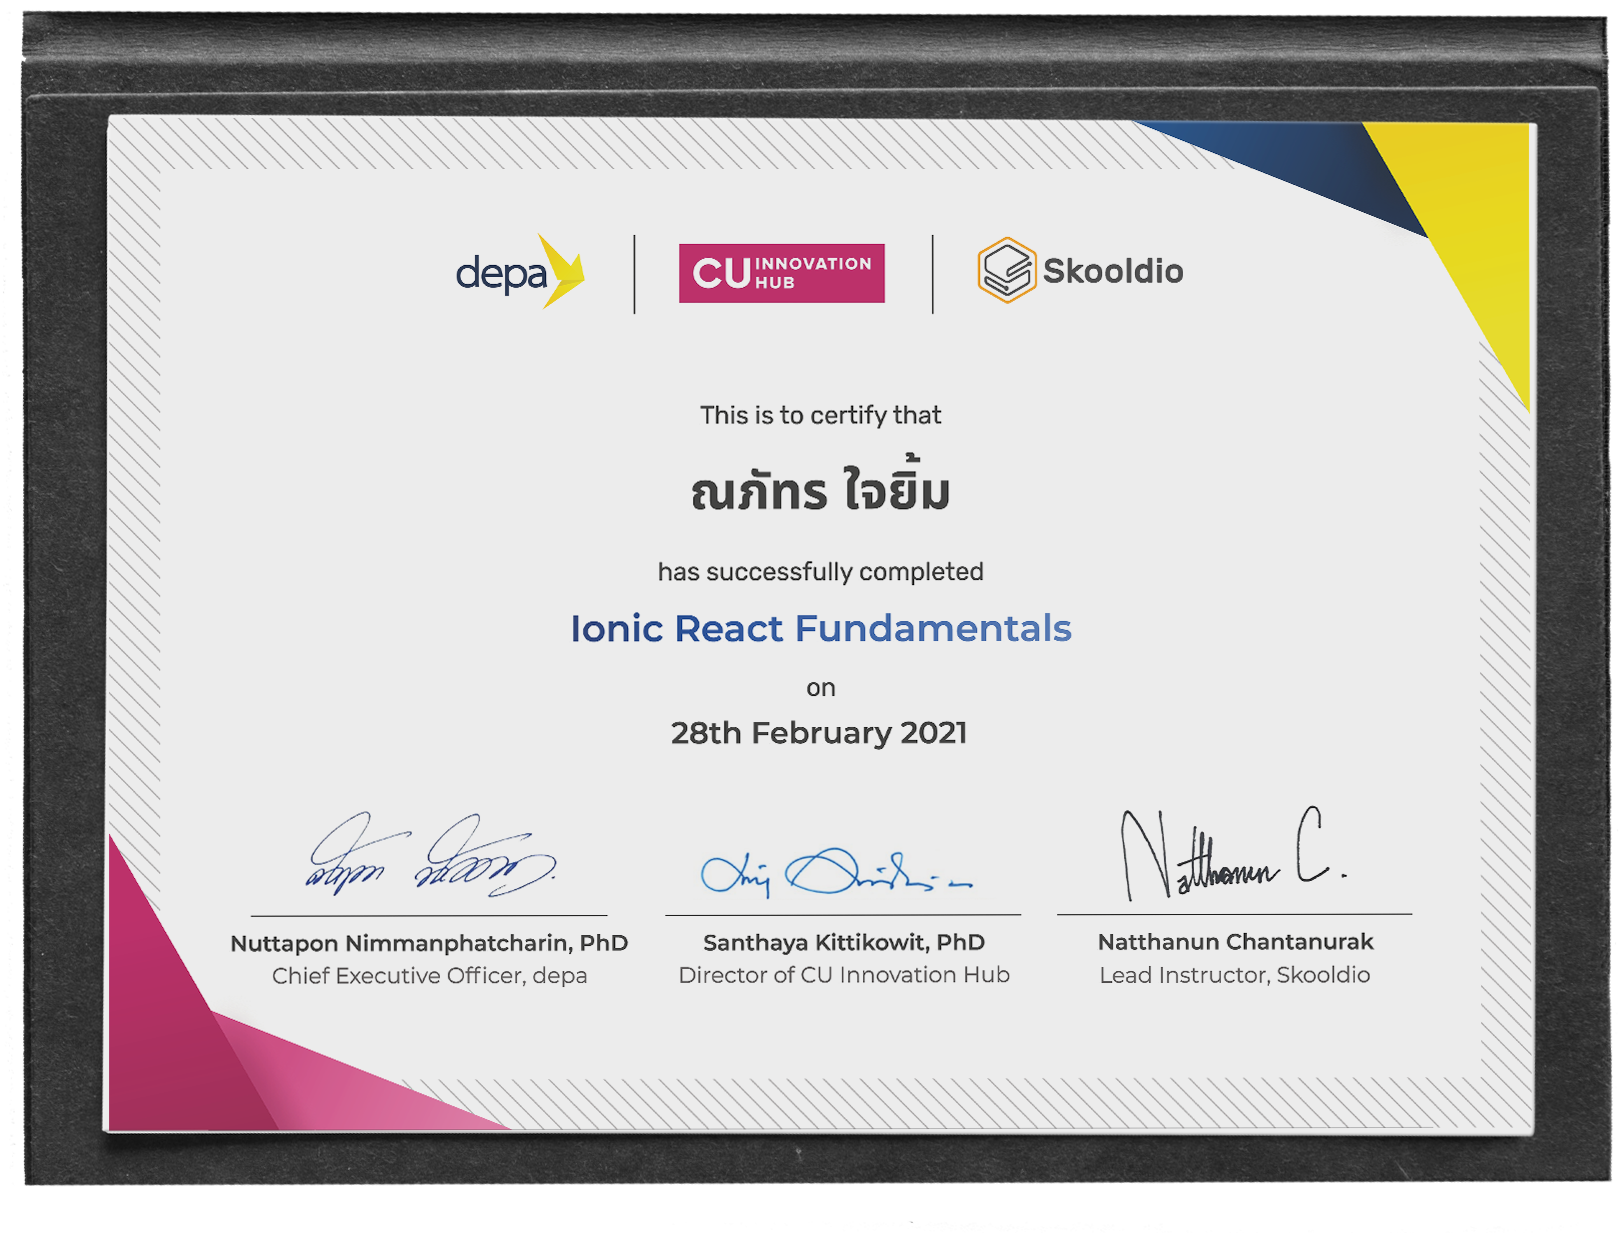 depa
CU INNOVATION HUB
Skooldio
This is to certify that
ณภัทร ใจยิ้ม
has successfully completed
Ionic React Fundamentals
on
28th February 2021
Natthanun C.
Nuttapon Nimmanphatcharin, PhD
Chief Executive Officer, depa
Santhaya Kittikowit, PhD
Director of CU Innovation Hub
Natthanun Chantanurak
Lead Instructor, Skooldio